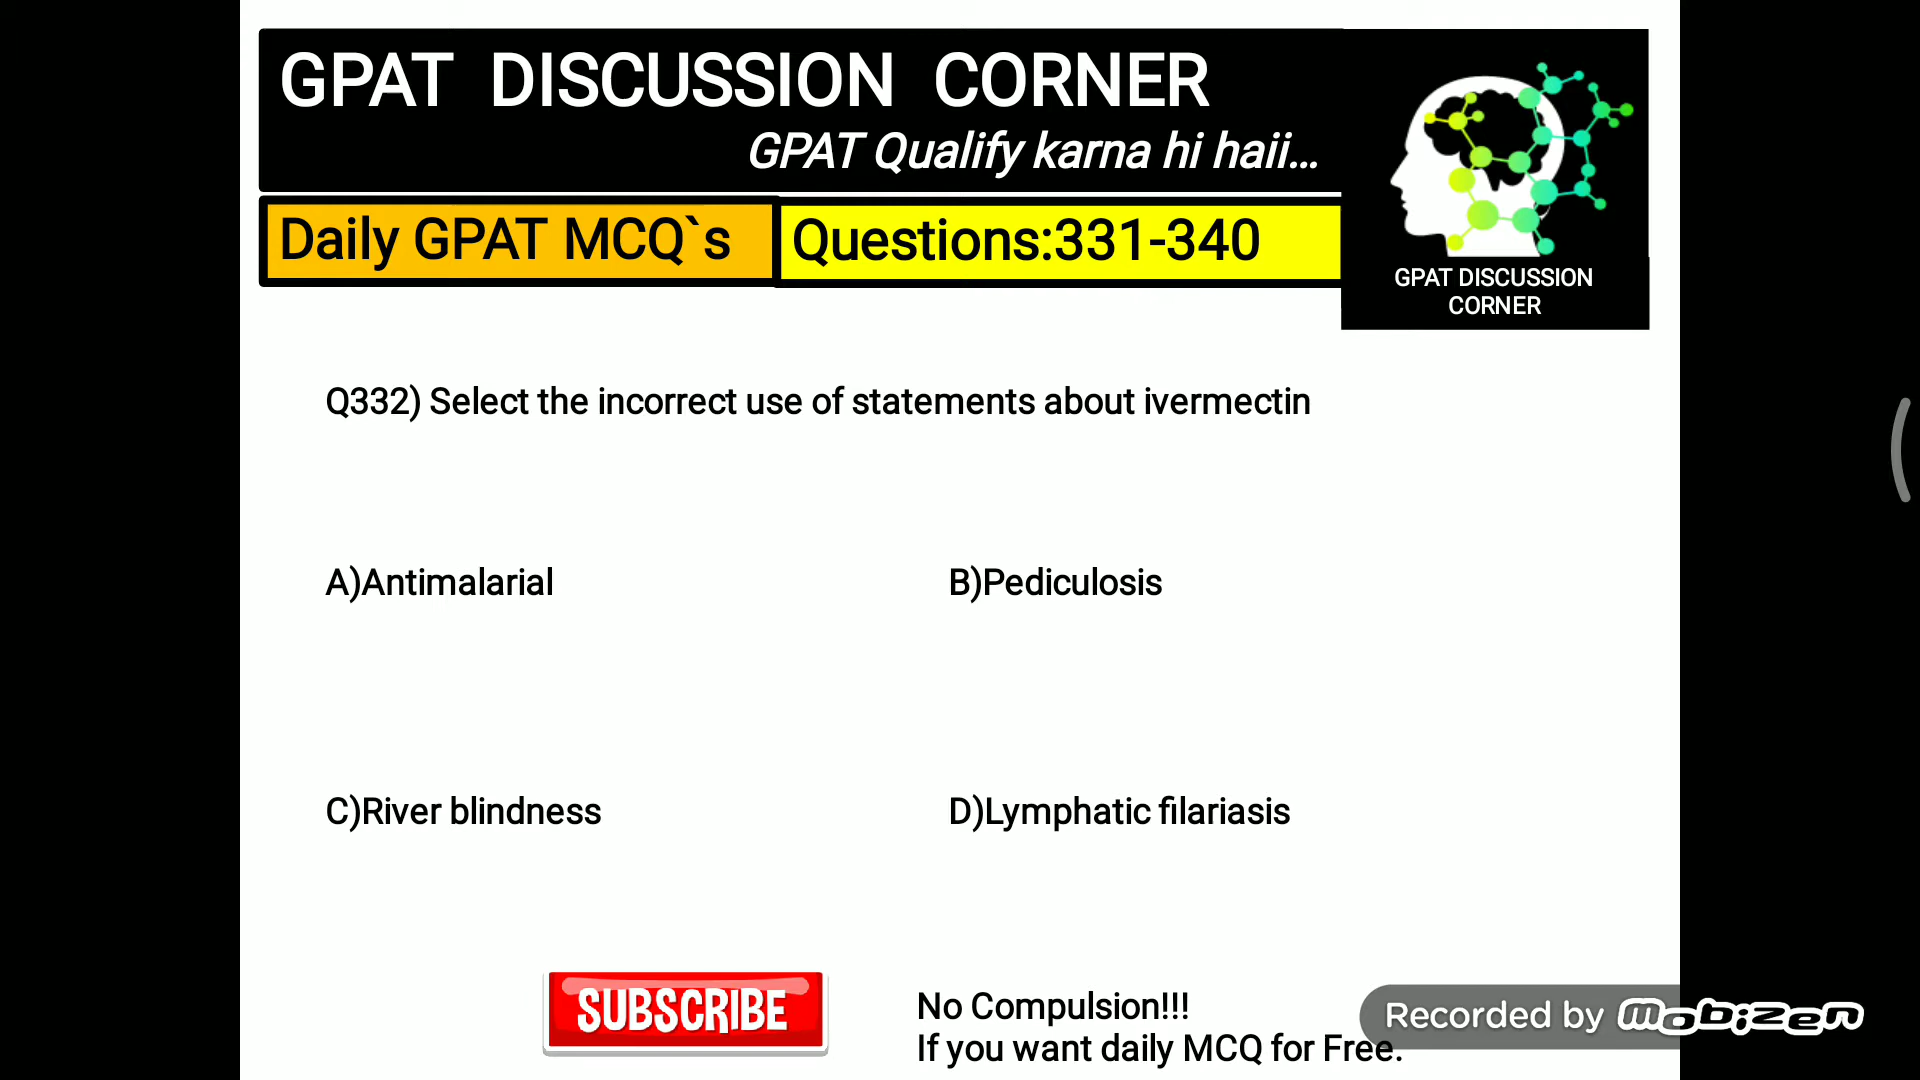 GPAT DISCUSSION CORNER
GPAT Qualify karna hi haii...
Daily GPAT MCQ`s
Questions:331-340
GPAT DISCUSSION
CORNER
Q332) Select the incorrect use of statements about ivermectin
A)Antimalarial
B)Pediculosis
C)River blindness
D)Lymphatic filariasis
SUBSCRIBE
No Compulsion!!!
If you want daily MCQ for Free.
Recorded by mobizen